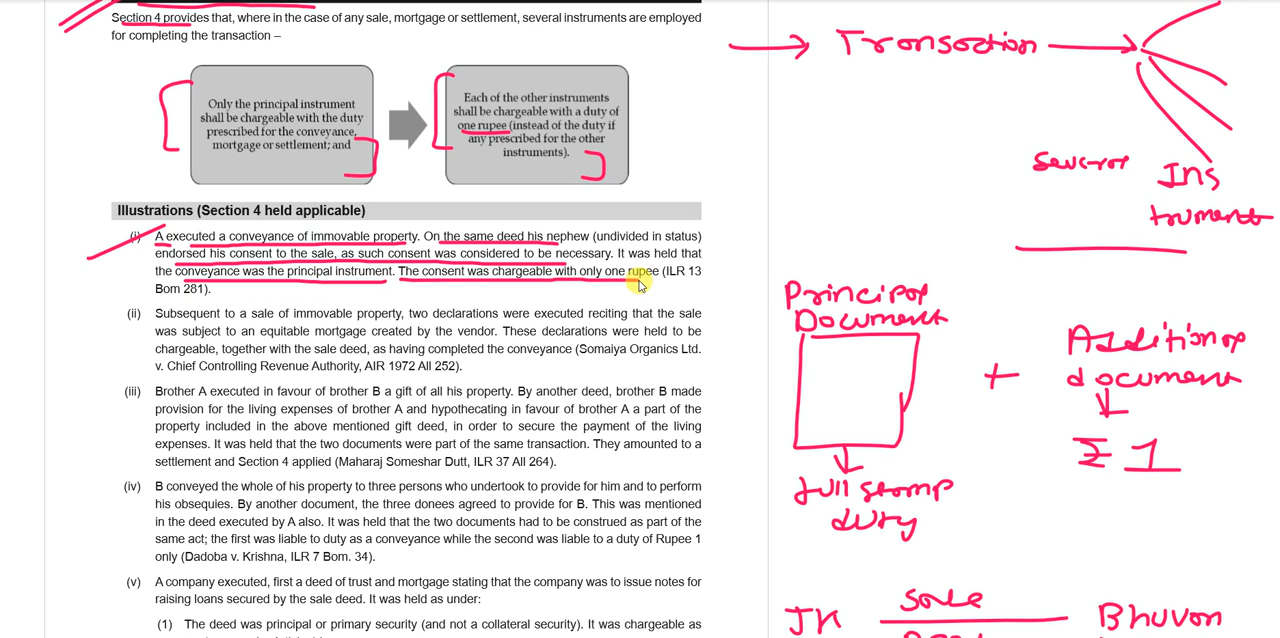 Section 4 provides that, where in the case of any sale, mortgage or settlement, several instruments are employed
for completing the transaction –
Only the principal instrument
shall be chargeable with the duty
prescribed for the conveyance,
mortgage or settlement; and
Each of the other instruments
shall be chargeable with a duty of
one rupee (instead of the duty if
any prescribed for the other
instruments).
Illustrations (Section 4 held applicable)
(i) A executed a conveyance of immovable property. On the same deed his nephew (undivided in status)
endorsed his consent to the sale, as such consent was considered to be necessary. It was held that
the conveyance was the principal instrument. The consent was chargeable with only one rupee (ILR 13
Bom 281).
(ii) Subsequent to a sale of immovable property, two declarations were executed reciting that the sale
was subject to an equitable mortgage created by the vendor. These declarations were held to be
chargeable, together with the sale deed, as having completed the conveyance (Somaiya Organics Ltd.
v. Chief Controlling Revenue Authority, AIR 1972 All 252).
(iii) Brother A executed in favour of brother B a gift of all his property. By another deed, brother B made
provision for the living expenses of brother A and hypothecating in favour of brother A a part of the
property included in the above mentioned gift deed, in order to secure the payment of the living
expenses. It was held that the two documents were part of the same transaction. They amounted to a
settlement and Section 4 applied (Maharaj Someshar Dutt, ILR 37 All 264).
(iv) B conveyed the whole of his property to three persons who undertook to provide for him and to perform
his obsequies. By another document, the three donees agreed to provide for B. This was mentioned
in the deed executed by A also. It was held that the two documents had to be construed as part of the
same act; the first was liable to duty as a conveyance while the second was liable to a duty of Rupee 1
only (Dadoba v. Krishna, ILR 7 Bom. 34).
(v) A company executed, first a deed of trust and mortgage stating that the company was to issue notes for
raising loans secured by the sale deed. It was held as under:
(1) The deed was principal or primary security (and not a collateral security). It was chargeable as
Transaction
Several
Ins
trument
Principal
Document
+
Additional
document
₹ 1
full stamp
duty
JK
Sale
Bhuvan